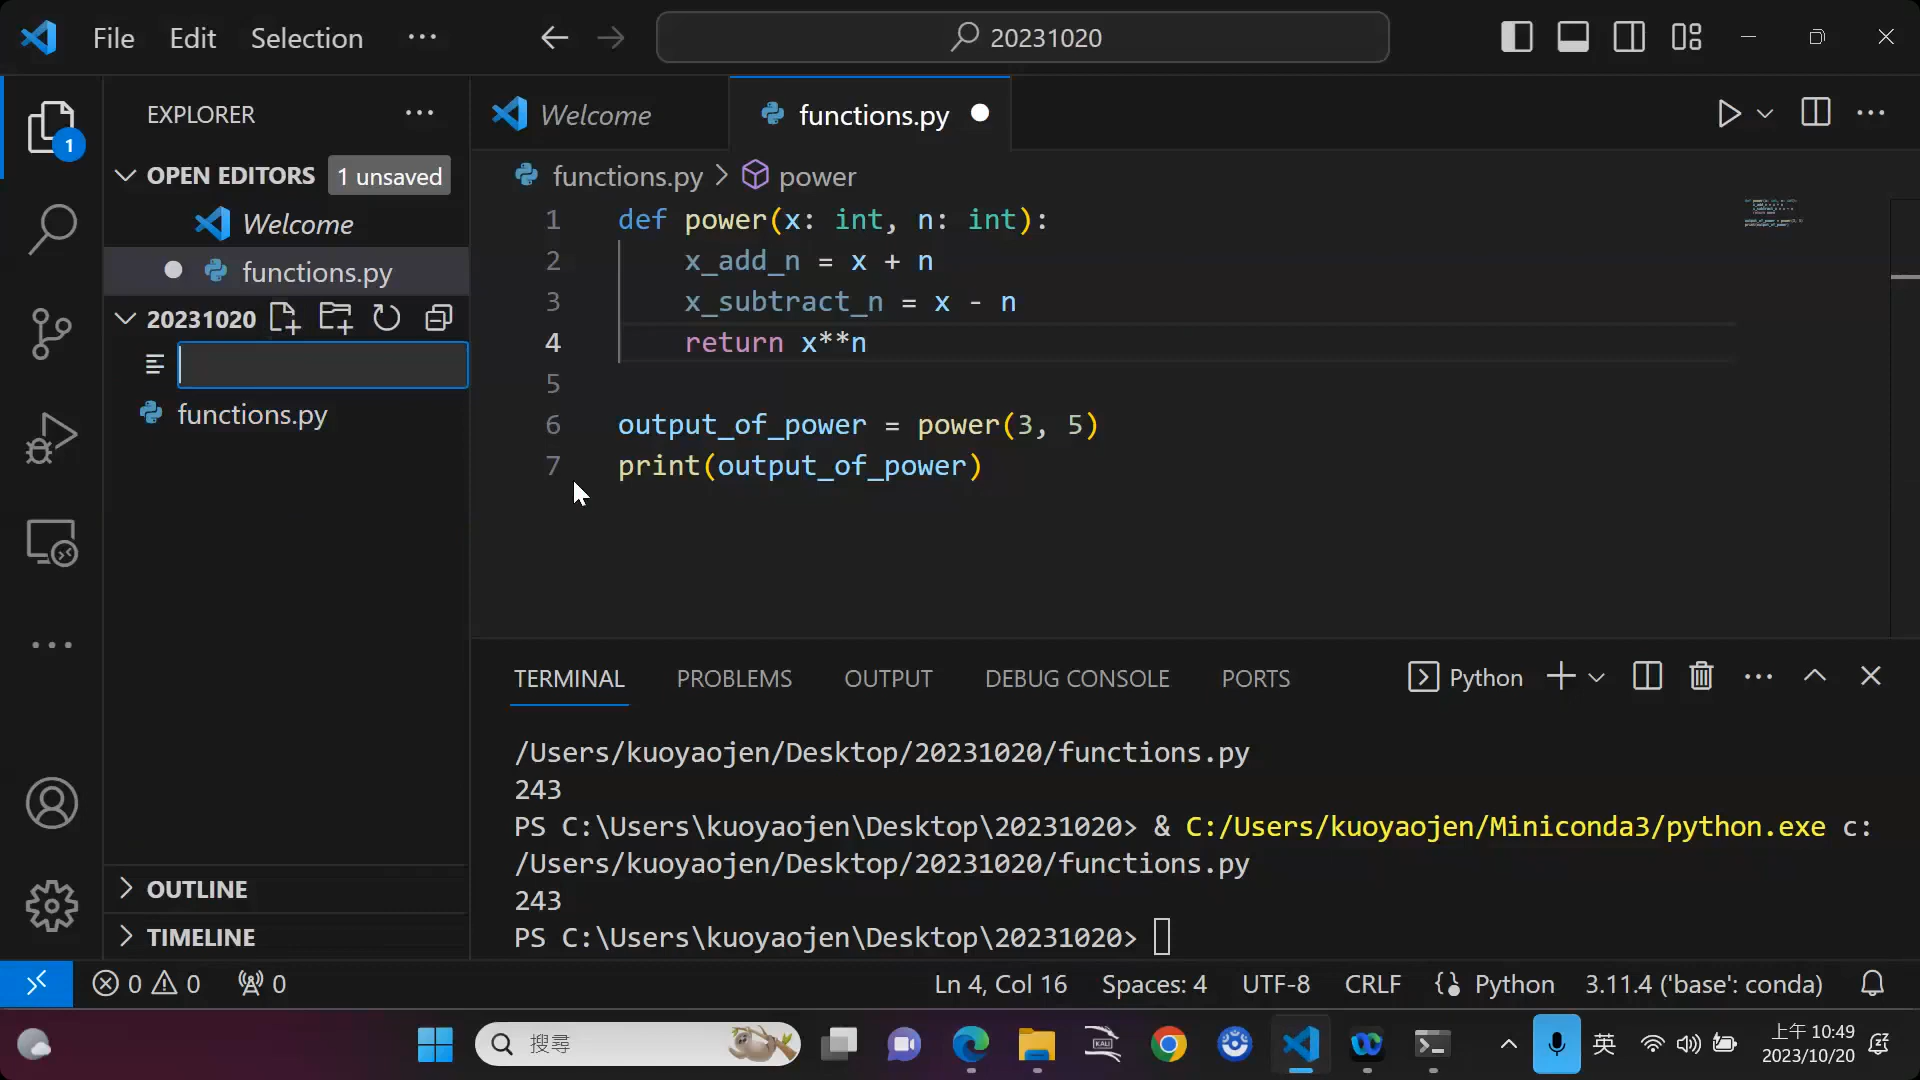 File Edit Selection ··· 20231020
EXPLORER ···
1
OPEN EDITORS 1 unsaved
Welcome
functions.py
20231020
functions.py
OUTLINE
TIMELINE
Welcome functions.py
functions.py > power
1 def power(x: int, n: int):
2 x_add_n = x + n
3 x_subtract_n = x - n
4 return x**n
5
6 output_of_power = power(3, 5)
7 print(output_of_power)
TERMINAL PROBLEMS OUTPUT DEBUG CONSOLE PORTS Python
/Users/kuoyaojen/Desktop/20231020/functions.py
243
PS C:\Users\kuoyaojen\Desktop\20231020> & C:/Users/kuoyaojen/Miniconda3/python.exe c:
/Users/kuoyaojen/Desktop/20231020/functions.py
243
PS C:\Users\kuoyaojen\Desktop\20231020>
0 0 0 Ln 4, Col 16 Spaces: 4 UTF-8 CRLF Python 3.11.4 ('base': conda)
搜尋 英 上午 10:49
2023/10/20